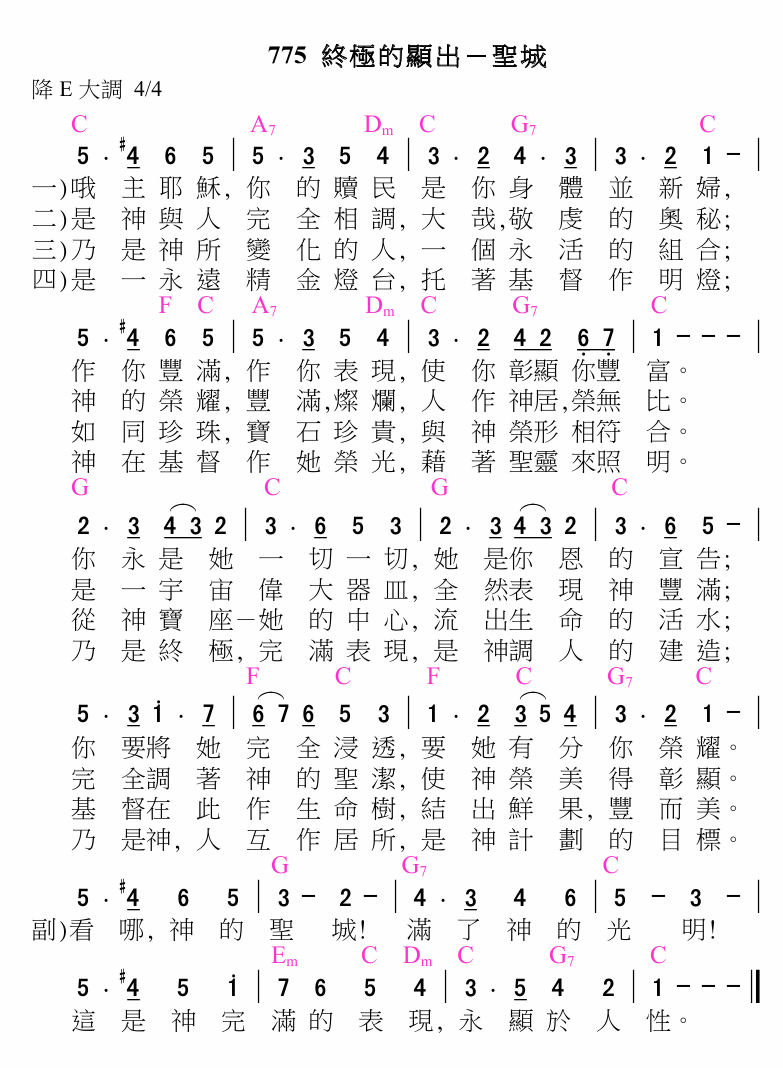 775 終極的顯出－聖城
降 E 大調 4/4
C A7 Dm C G7 C
5 . #4 6 5 | 5 . 3 5 4 | 3 . 2 4 . 3 | 3 . 2 1 － |
一)哦 主 耶 穌, 你 的 贖 民 是 你 身 體 並 新 婦,
二)是 神 與 人 完 全 相 調, 大 哉,敬 虔 的 奧 秘;
三)乃 是 神 所 變 化 的 人, 一 個 永 活 的 組 合;
四)是 一 永 遠 精 金 燈 台, 托 著 基 督 作 明 燈;
F C A7 Dm C G7 C
5 . #4 6 5 | 5 . 3 5 4 | 3 . 2 4 2 6 7 | 1 － － － |
作 你 豐 滿, 作 你 表 現, 使 你 彰顯 你豐 富。
神 的 榮 耀, 豐 滿,燦 爛, 人 作 神居,榮無 比。
如 同 珍 珠, 寶 石 珍 貴, 與 神 榮形 相符 合。
神 在 基 督 作 她 榮 光, 藉 著 聖靈 來照 明。
G C G C
2 . 3 4 3 2 | 3 . 6 5 3 | 2 . 3 4 3 2 | 3 . 6 5 － |
你 永 是 她 一 切 一 切, 她 是你 恩 的 宣 告;
是 一 宇 宙 偉 大 器 皿, 全 然表 現 神 豐 滿;
從 神 寶 座－她 的 中 心, 流 出生 命 的 活 水;
乃 是 終 極, 完 滿 表 現, 是 神調 人 的 建 造;
F C F C G7 C
5 . 3 1 . 7 | 6 7 6 5 3 | 1 . 2 3 5 4 | 3 . 2 1 － |
你 要將 她 完 全 浸 透, 要 她 有 分 你 榮 耀。
完 全調 著 神 的 聖 潔, 使 神 榮 美 得 彰 顯。
基 督在 此 作 生 命 樹, 結 出 鮮 果, 豐 而 美。
乃 是神, 人 互 作 居 所, 是 神 計 劃 的 目 標。
G G7 C
5 . #4 6 5 | 3 － 2 － | 4 . 3 4 6 | 5 － 3 － |
副)看 哪, 神 的 聖 城! 滿 了 神 的 光 明!
Em C Dm C G7 C
5 . #4 5 1 | 7 6 5 4 | 3 . 5 4 2 | 1 － － － ||
這 是 神 完 滿 的 表 現, 永 顯 於 人 性。